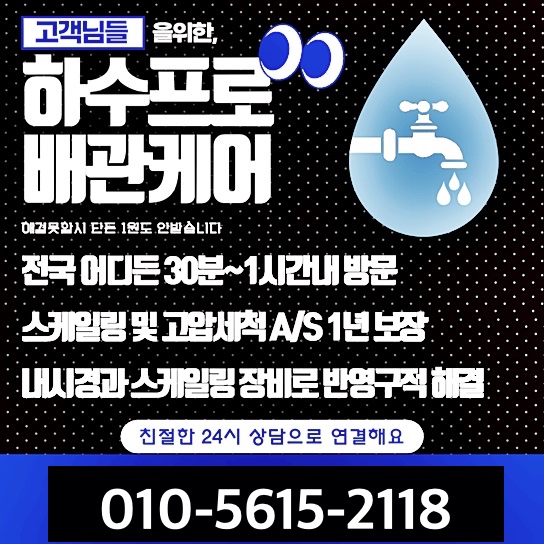 고객님들 을위한,
하수프로
배관케어
해결못할시 단돈 1원도 안받습니다
전국 어디든 30분~1시간내 방문
스케일링 및 고압세척 A/S 1년 보장
내시경과 스케일링 장비로 반영구적 해결
친절한 24시 상담으로 연결해요
010-5615-2118